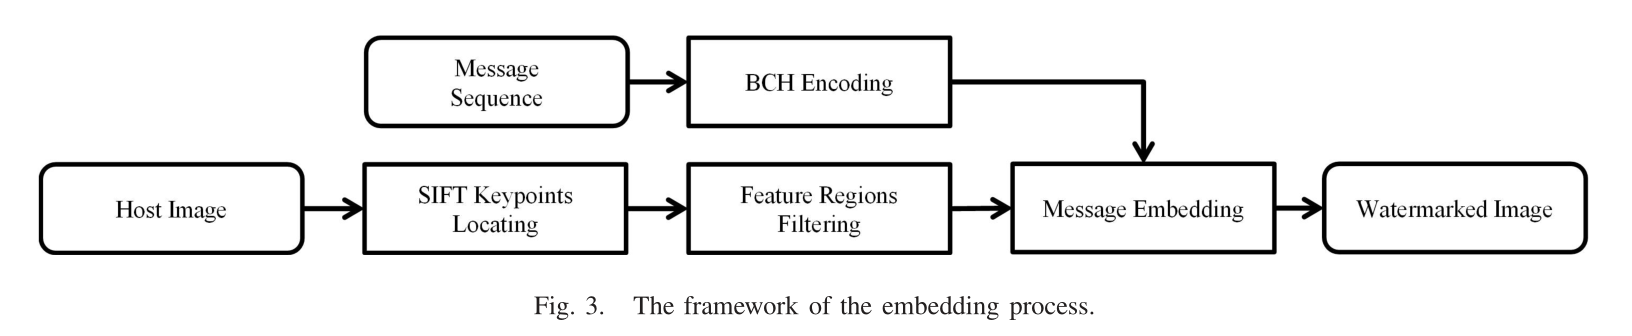 Message
Sequence
BCH Encoding
Host Image
SIFT Keypoints
Locating
Feature Regions
Filtering
Message Embedding
Watermarked Image
Fig. 3. The framework of the embedding process.